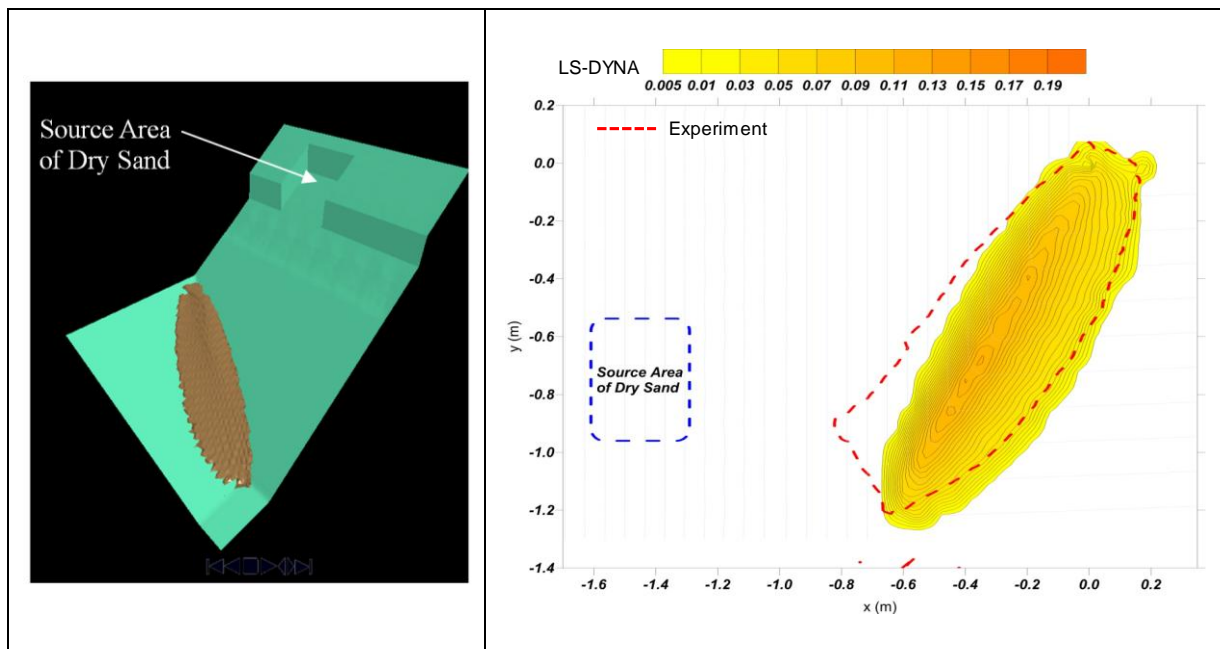 Source Area
of Dry Sand
LS-DYNA
0.005 0.01 0.03 0.05 0.07 0.09 0.11 0.13 0.15 0.17 0.19
Experiment
0.2
0.0
-0.2
-0.4
-0.6
-0.8
-1.0
-1.2
-1.4
y (m)
Source Area
of Dry Sand
-1.6 -1.4 -1.2 -1.0 -0.8 -0.6 -0.4 -0.2 0.0 0.2
x (m)